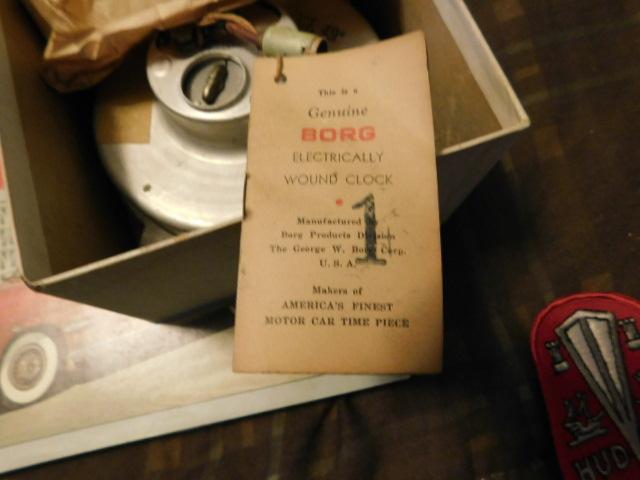 This is a
Genuine
BORG
ELECTRICALLY
WOUND CLOCK
1
Manufactured by
Borg Products Division
The George W. Borg Corp.
U. S. A.
Makers of
AMERICA'S FINEST
MOTOR CAR TIME PIECE
HUD